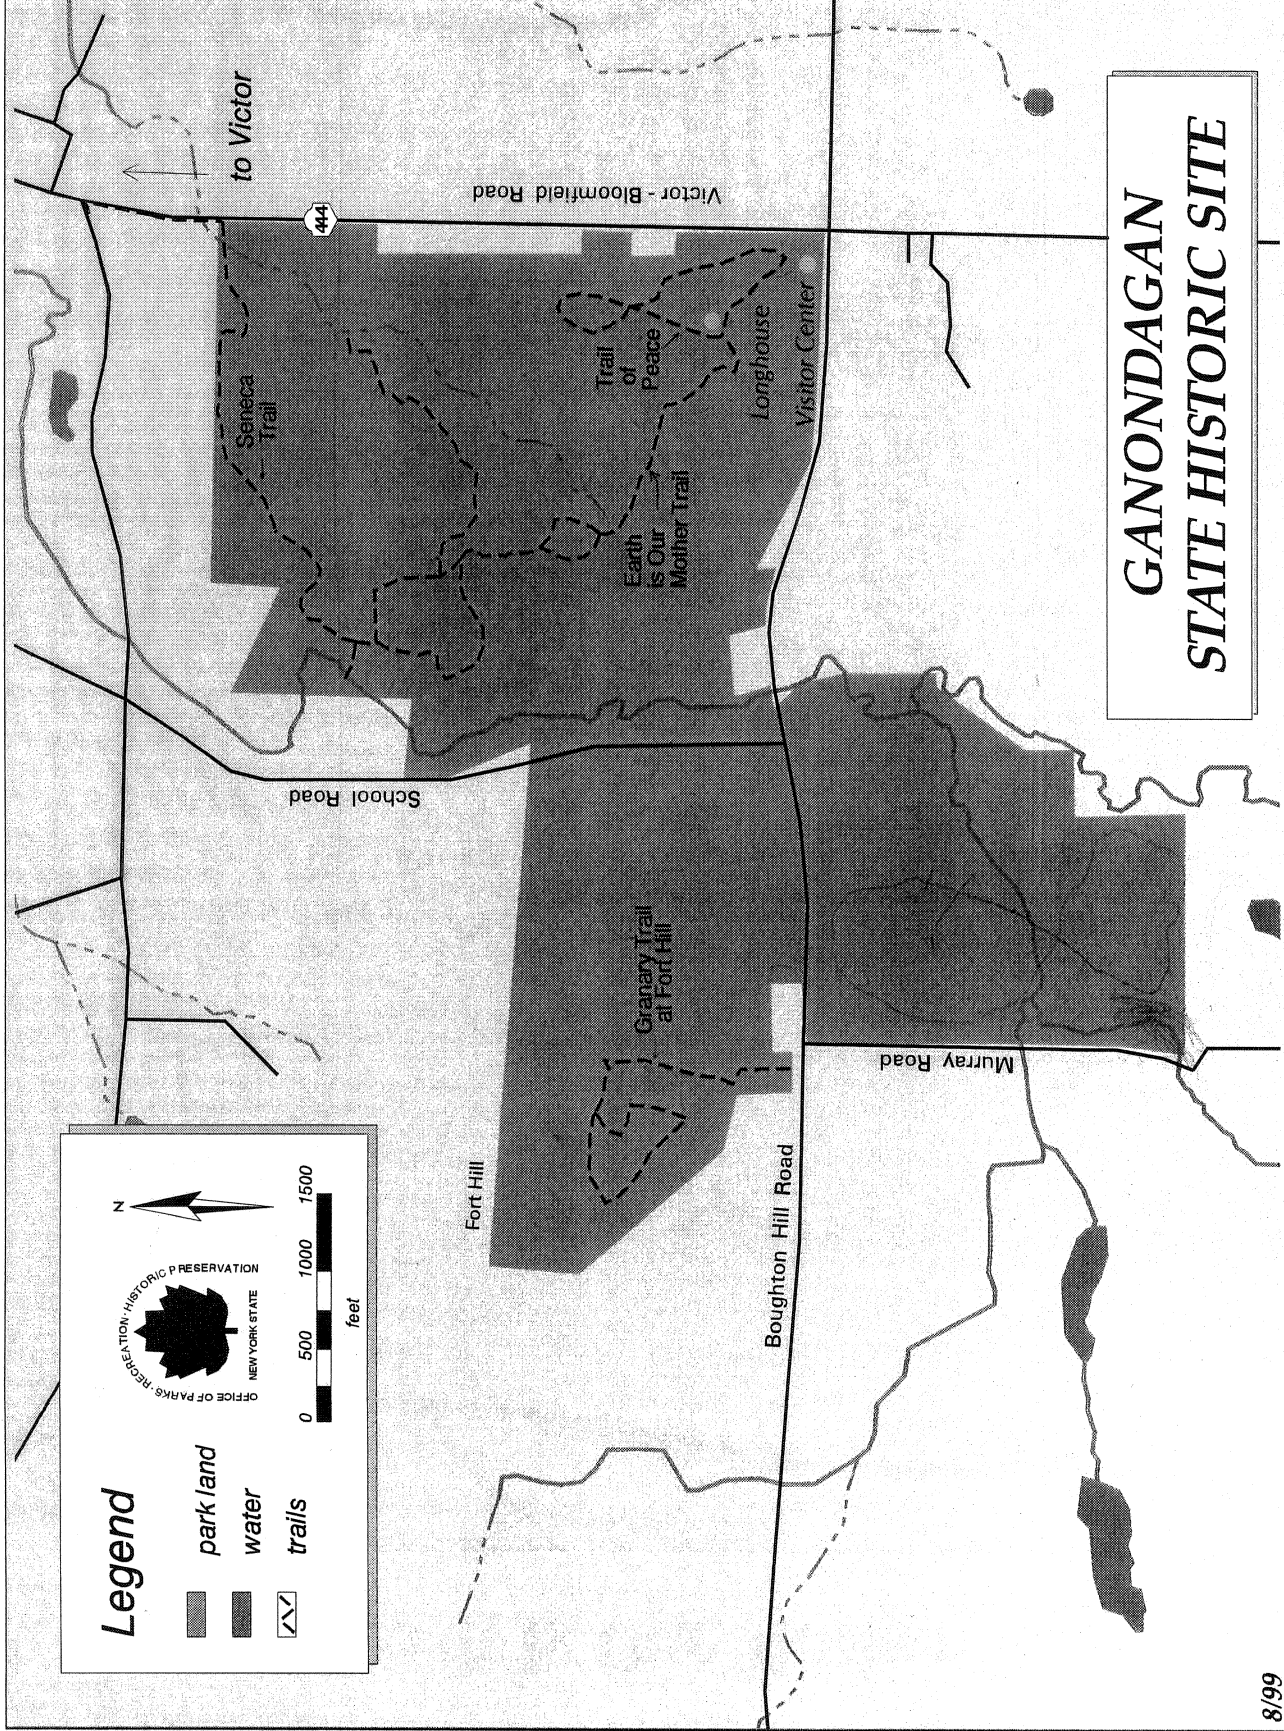 Legend
park land
water
trails
OFFICE OF PARKS · RECREATION · HISTORIC PRESERVATION
NEW YORK STATE
N
0 500 1000 1500
feet
to Victor
444
Victor - Bloomfield Road
Seneca
Trail
School Road
Trail
of
Peace
Earth
is Our
Mother Trail
Longhouse
Visitor Center
Fort Hill
Granary Trail
at Fort Hill
Boughton Hill Road
Murray Road
GANONDAGAN
STATE HISTORIC SITE
8/99